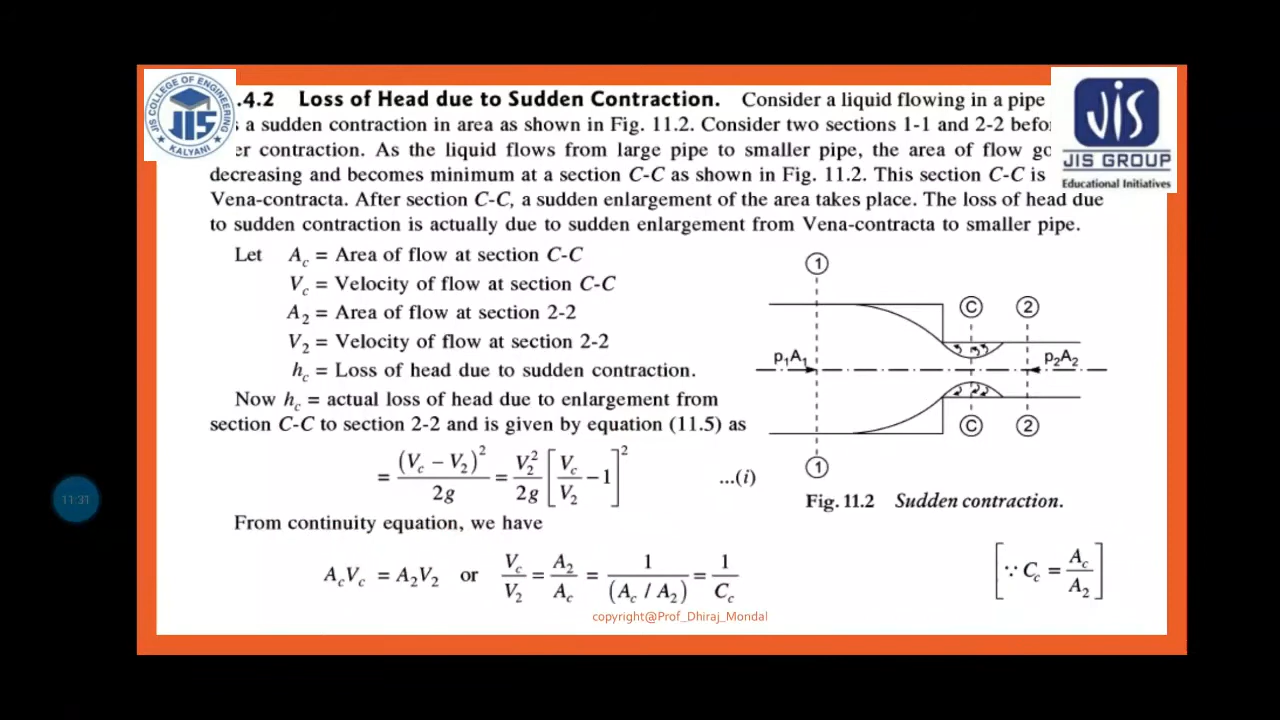 .4.2 Loss of Head due to Sudden Contraction. Consider a liquid flowing in a pipe
a sudden contraction in area as shown in Fig. 11.2. Consider two sections 1-1 and 2-2 befo
er contraction. As the liquid flows from large pipe to smaller pipe, the area of flow go
decreasing and becomes minimum at a section C-C as shown in Fig. 11.2. This section C-C is
Vena-contracta. After section C-C, a sudden enlargement of the area takes place. The loss of head due
to sudden contraction is actually due to sudden enlargement from Vena-contracta to smaller pipe.
Let A_c = Area of flow at section C-C
V_c = Velocity of flow at section C-C
A_2 = Area of flow at section 2-2
V_2 = Velocity of flow at section 2-2
h_c = Loss of head due to sudden contraction.
Now h_c = actual loss of head due to enlargement from
section C-C to section 2-2 and is given by equation (11.5) as
= (V_c – V_2)^2 / 2g = V_2^2 / 2g [V_c / V_2 – 1]^2 ...(i)
From continuity equation, we have
A_cV_c = A_2V_2 or V_c / V_2 = A_2 / A_c = 1 / (A_c / A_2) = 1 / C_c [∵ C_c = A_c / A_2]
1
C 2
p_1A_1 p_2A_2
C 2
1
Fig. 11.2 Sudden contraction.
copyright@Prof_Dhiraj_Mondal
JIS COLLEGE OF ENGINEERING
JIS
KALYANI
JIS
JIS GROUP
Educational Initiatives
11:31